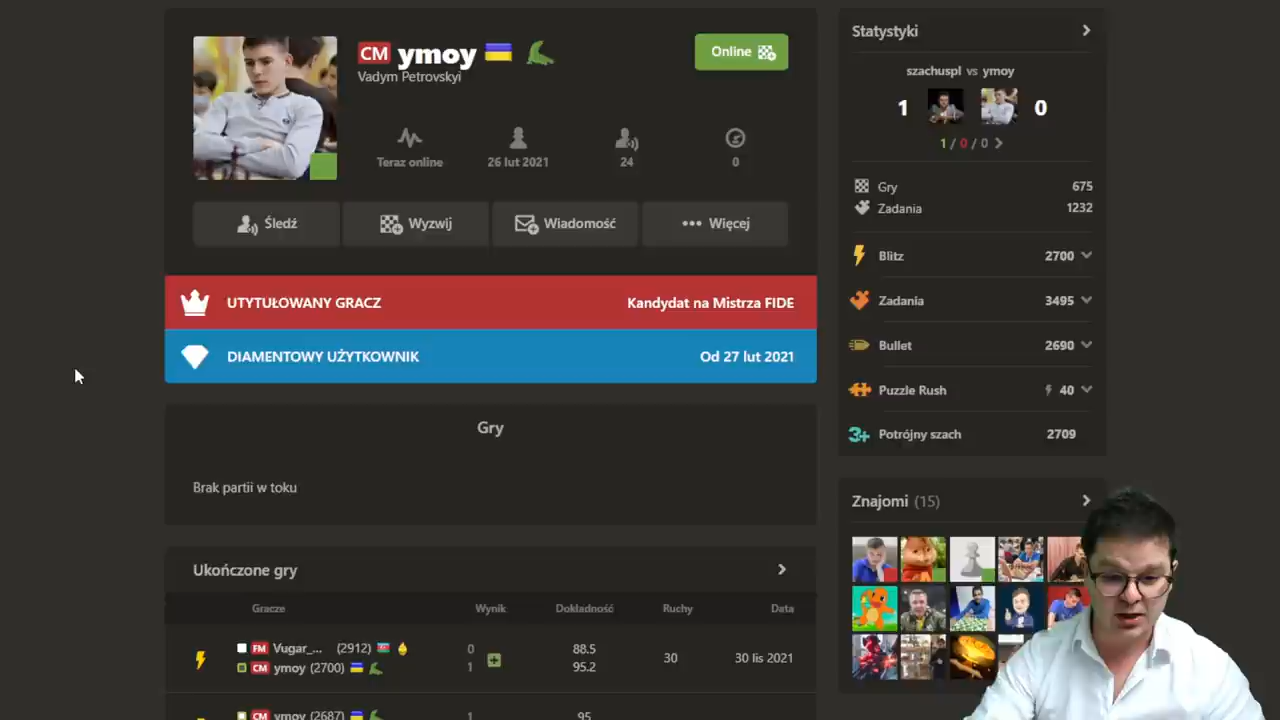 CM ymoy
Vadym Petrovskyi
Online
Teraz online
26 lut 2021
24
0
Śledź
Wyzwij
Wiadomość
Więcej
UTYTUŁOWANY GRACZ
Kandydat na Mistrza FIDE
DIAMENTOWY UŻYTKOWNIK
Od 27 lut 2021
Gry
Brak partii w toku
Ukończone gry
Gracze Wynik Dokładność Ruchy Data
FM Vugar_... (2912) 0 88.5
CM ymoy (2700) 1 95.2
30 30 lis 2021
CM ymoy (2687) 1 95
Statystyki
szachuspl vs ymoy
1 0
1 / 0 / 0
Gry 675
Zadania 1232
Blitz 2700
Zadania 3495
Bullet 2690
Puzzle Rush 40
3+ Potrójny szach 2709
Znajomi (15)